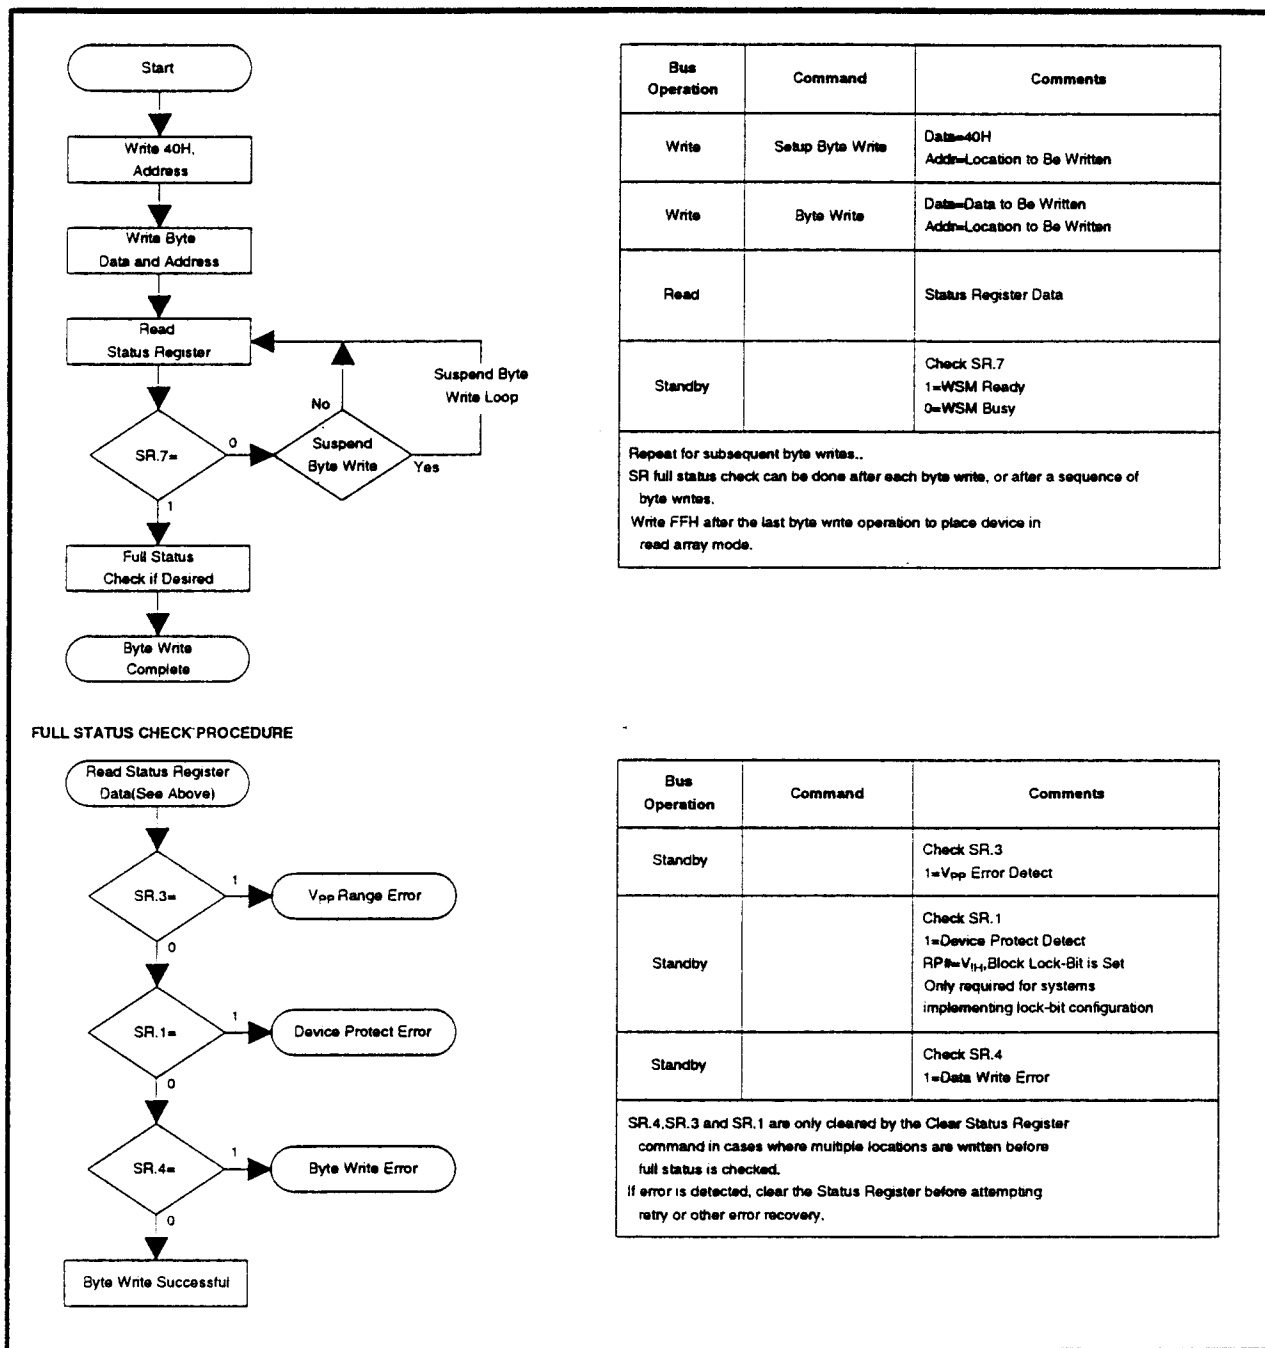 Start
Write 40H,
Address
Write Byte
Data and Address
Read
Status Register
Suspend Byte
Write Loop
No
SR.7=
0
Suspend
Byte Write
Yes
1
Full Status
Check if Desired
Byte Write
Complete
Bus
Operation
Command
Comments
Write
Setup Byte Write
Data=40H
Addr=Location to Be Written
Write
Byte Write
Data=Data to Be Written
Addr=Location to Be Written
Read
Status Register Data
Standby
Check SR.7
1=WSM Ready
0=WSM Busy
Repeat for subsequent byte writes..
SR full status check can be done after each byte write, or after a sequence of
byte writes.
Write FFH after the last byte write operation to place device in
read array mode.
FULL STATUS CHECK PROCEDURE
Read Status Register
Data(See Above)
SR.3=
1
VPP Range Error
0
SR.1=
1
Device Protect Error
0
SR.4=
1
Byte Write Error
0
Byte Write Successful
Bus
Operation
Command
Comments
Standby
Check SR.3
1=VPP Error Detect
Standby
Check SR.1
1=Device Protect Detect
RP#=VIH,Block Lock-Bit is Set
Only required for systems
implementing lock-bit configuration
Standby
Check SR.4
1=Data Write Error
SR.4,SR.3 and SR.1 are only cleared by the Clear Status Register
command in cases where multiple locations are written before
full status is checked.
If error is detected, clear the Status Register before attempting
retry or other error recovery.